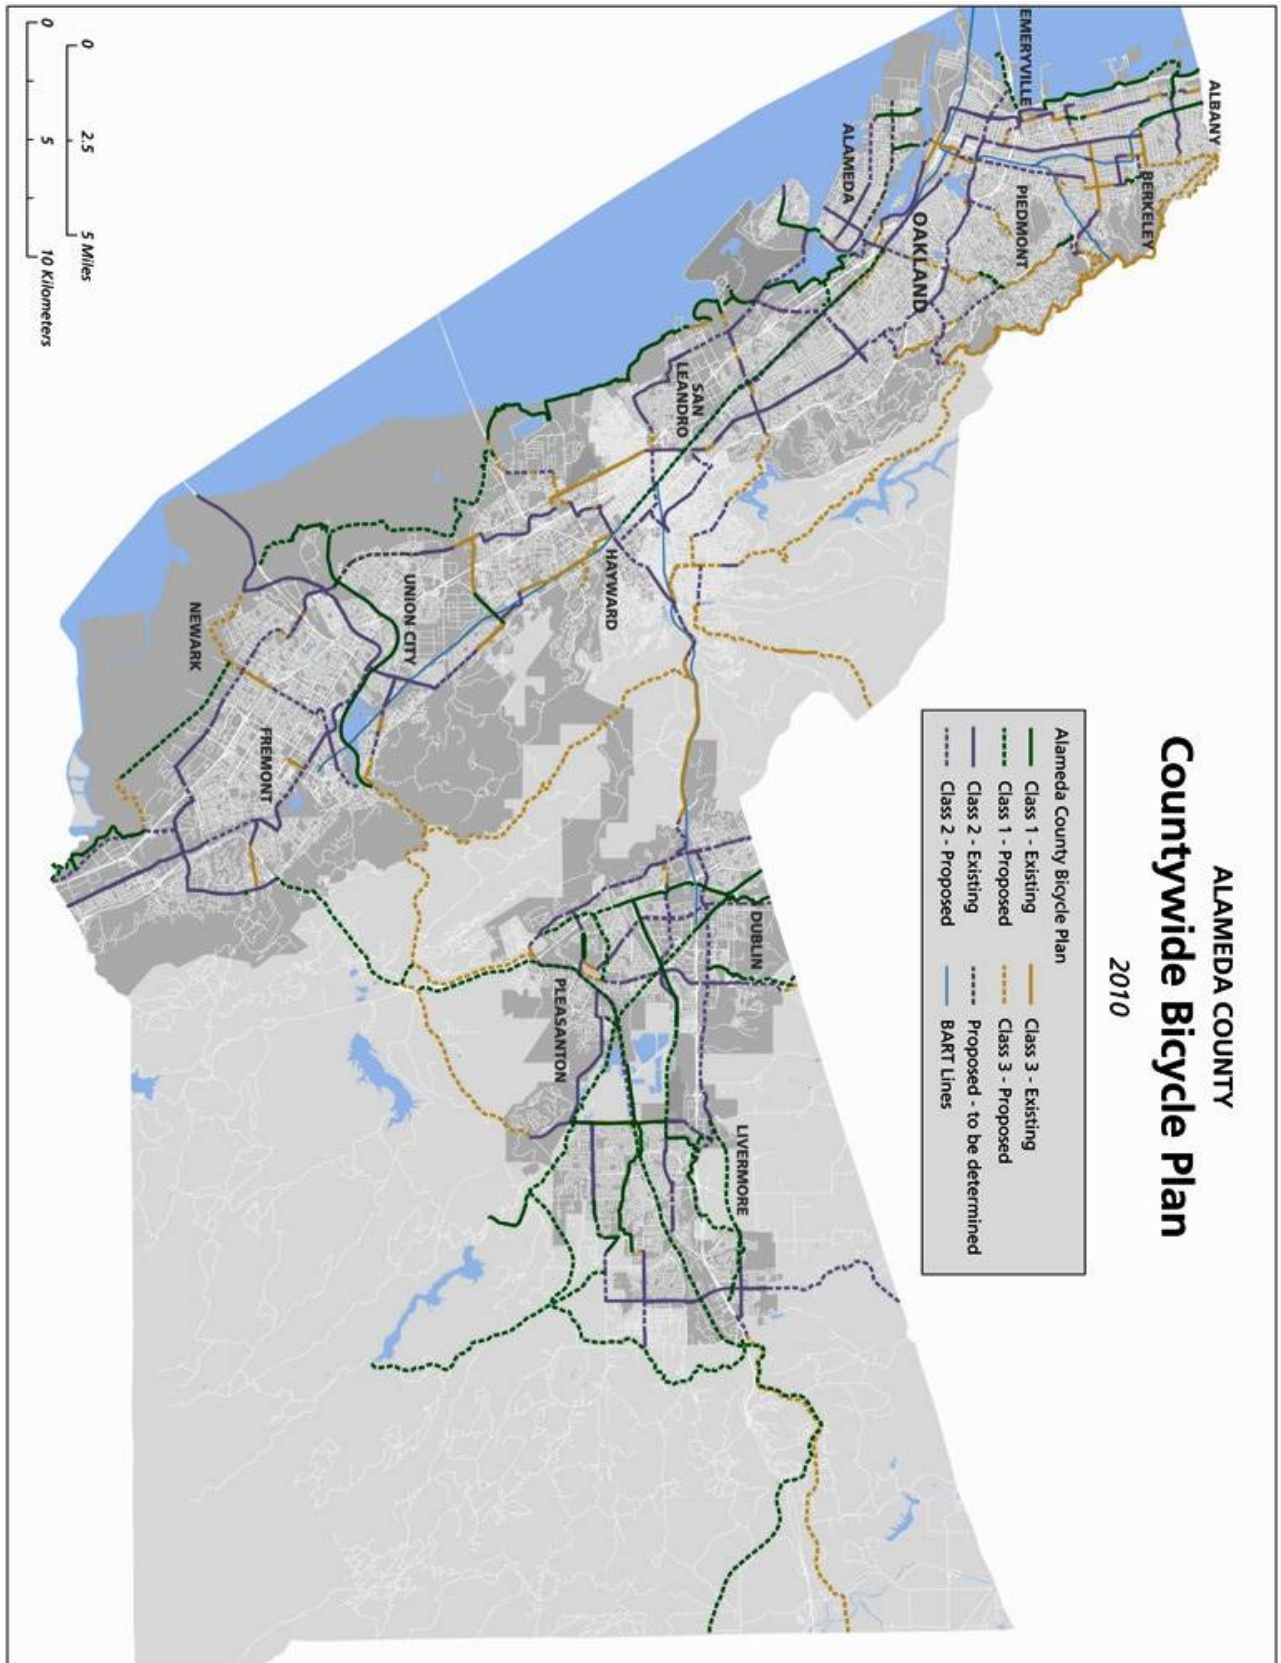 ALAMEDA COUNTY
Countywide Bicycle Plan
2010
Alameda County Bicycle Plan
Class 1 - Existing
Class 1 - Proposed
Class 2 - Existing
Class 2 - Proposed
Class 3 - Existing
Class 3 - Proposed
Proposed - to be determined
BART Lines
ALBANY
BERKELEY
EMERYVILLE
PIEDMONT
OAKLAND
ALAMEDA
SAN
LEANDRO
HAYWARD
UNION CITY
NEWARK
FREMONT
DUBLIN
PLEASANTON
LIVERMORE
0 2.5 5 Miles
0 5 10 Kilometers